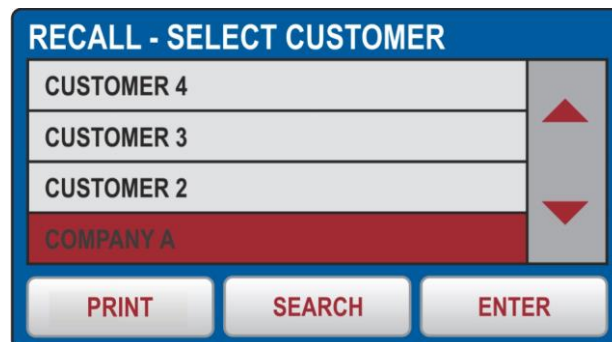 RECALL - SELECT CUSTOMER
CUSTOMER 4
CUSTOMER 3
CUSTOMER 2
COMPANY A
PRINT SEARCH ENTER